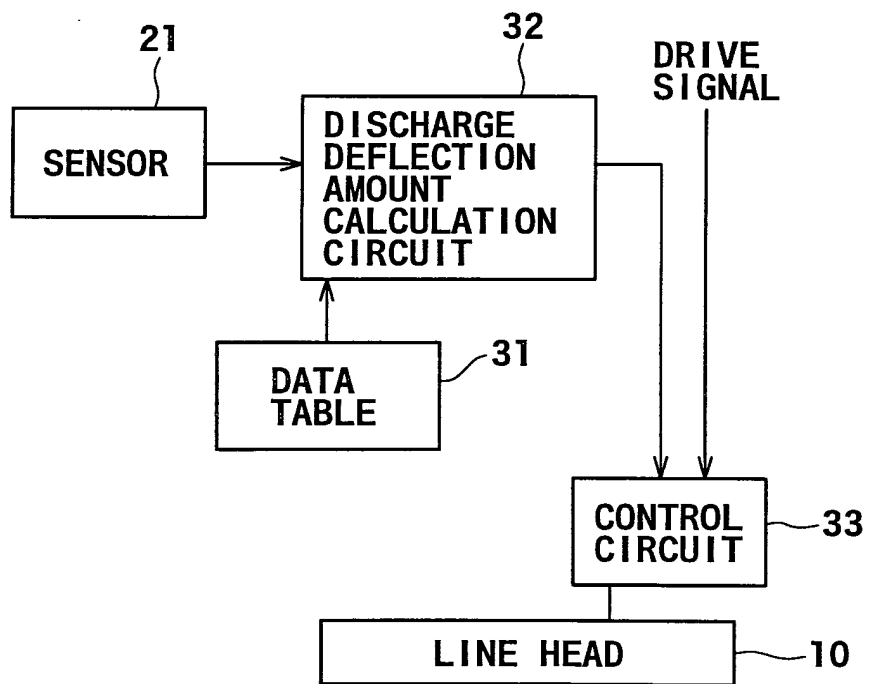 21
SENSOR
32
DISCHARGE
DEFLECTION
AMOUNT
CALCULATION
CIRCUIT
DRIVE
SIGNAL
31
DATA
TABLE
CONTROL
CIRCUIT
33
LINE HEAD
10